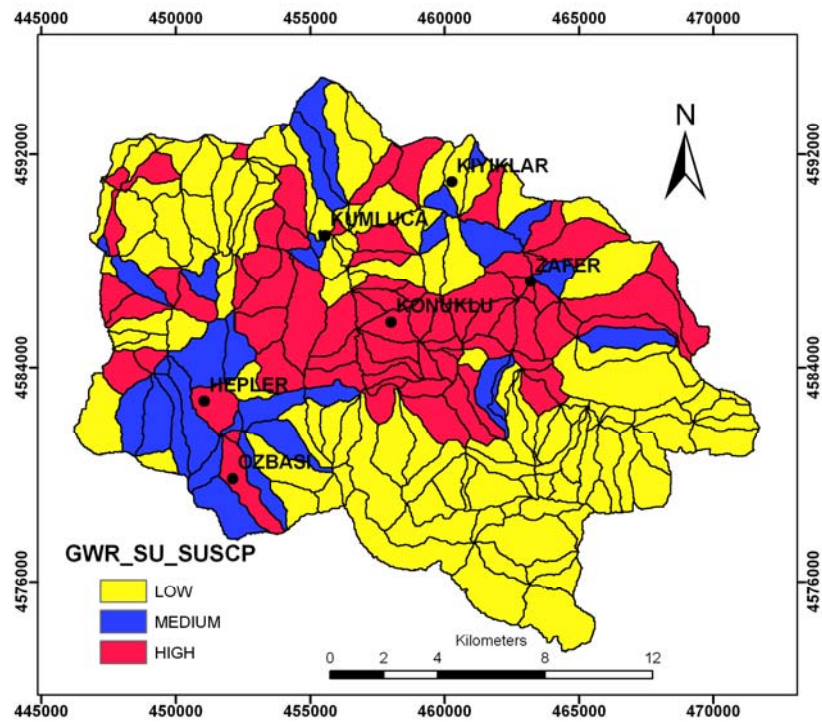 445000 450000 455000 460000 465000 470000
N
4592000 4592000
KIYIKLAR
KUMLUCA
ZAFER
KONUKLU
4584000 4584000
HEPLER
OZBASI
GWR_SU_SUSCP
4576000 4576000
LOW
MEDIUM
HIGH
Kilometers
0 2 4 8 12
445000 450000 455000 460000 465000 470000